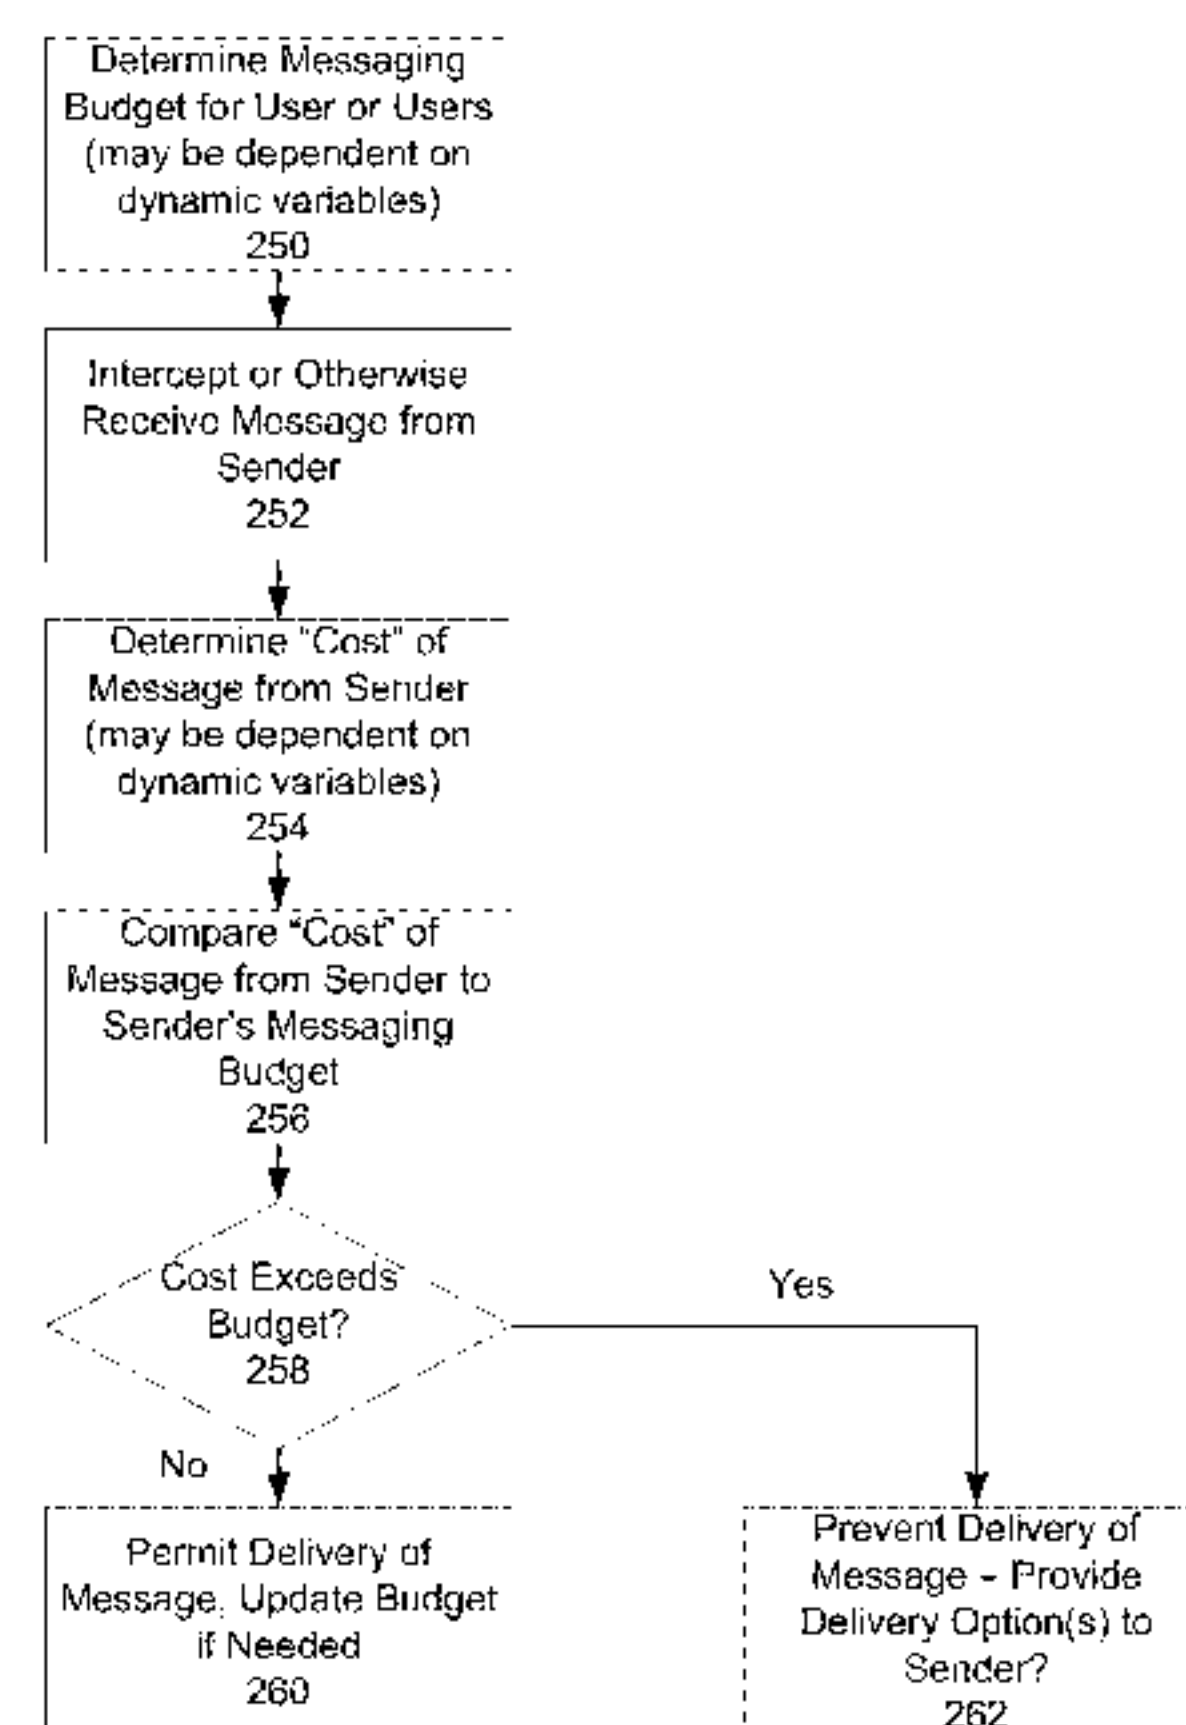 Determine Messaging
Budget for User or Users
(may be dependent on
dynamic variables)
250
Intercept or Otherwise
Receive Message from
Sender
252
Determine "Cost" of
Message from Sender
(may be dependent on
dynamic variables)
254
Compare “Cost” of
Message from Sender to
Sender's Messaging
Budget
256
Cost Exceeds
Budget?
258
Yes
No
Permit Delivery of
Message, Update Budget
if Needed
260
Prevent Delivery of
Message – Provide
Delivery Option(s) to
Sender?
262